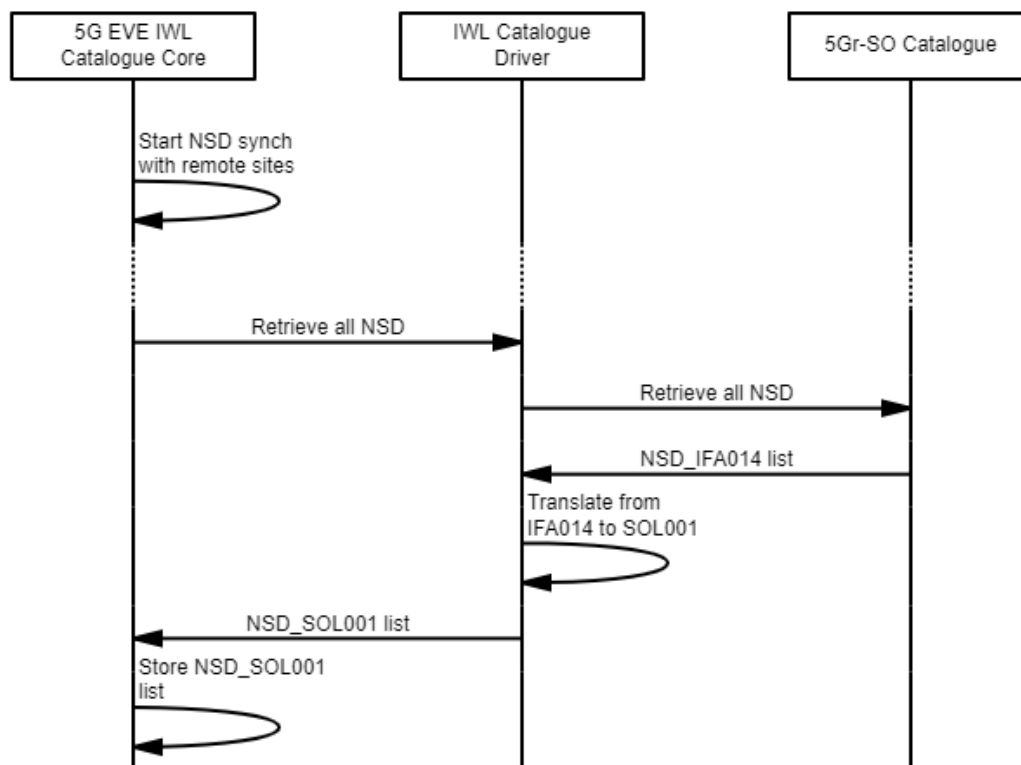 5G EVE IWL
Catalogue Core
IWL Catalogue
Driver
5Gr-SO Catalogue
Start NSD synch
with remote sites
Retrieve all NSD
Retrieve all NSD
NSD_IFA014 list
Translate from
IFA014 to SOL001
NSD_SOL001 list
Store NSD_SOL001
list